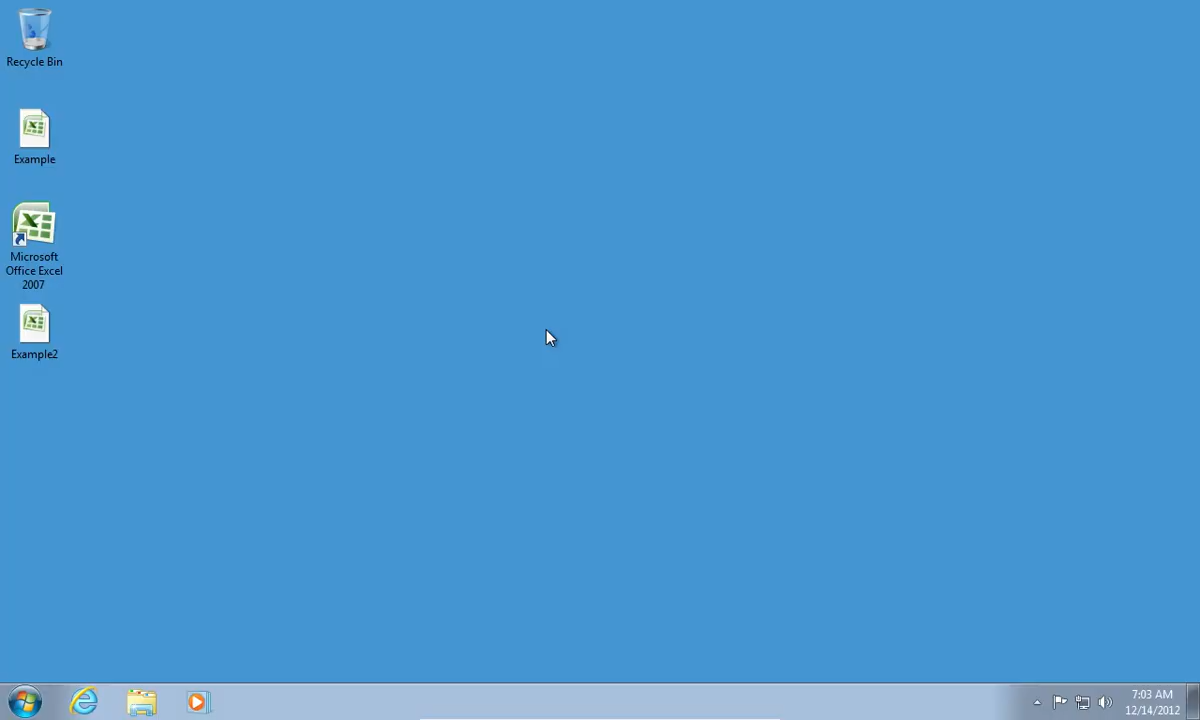 Recycle Bin
Example
Microsoft
Office Excel
2007
Example2
7:03 AM
12/14/2012